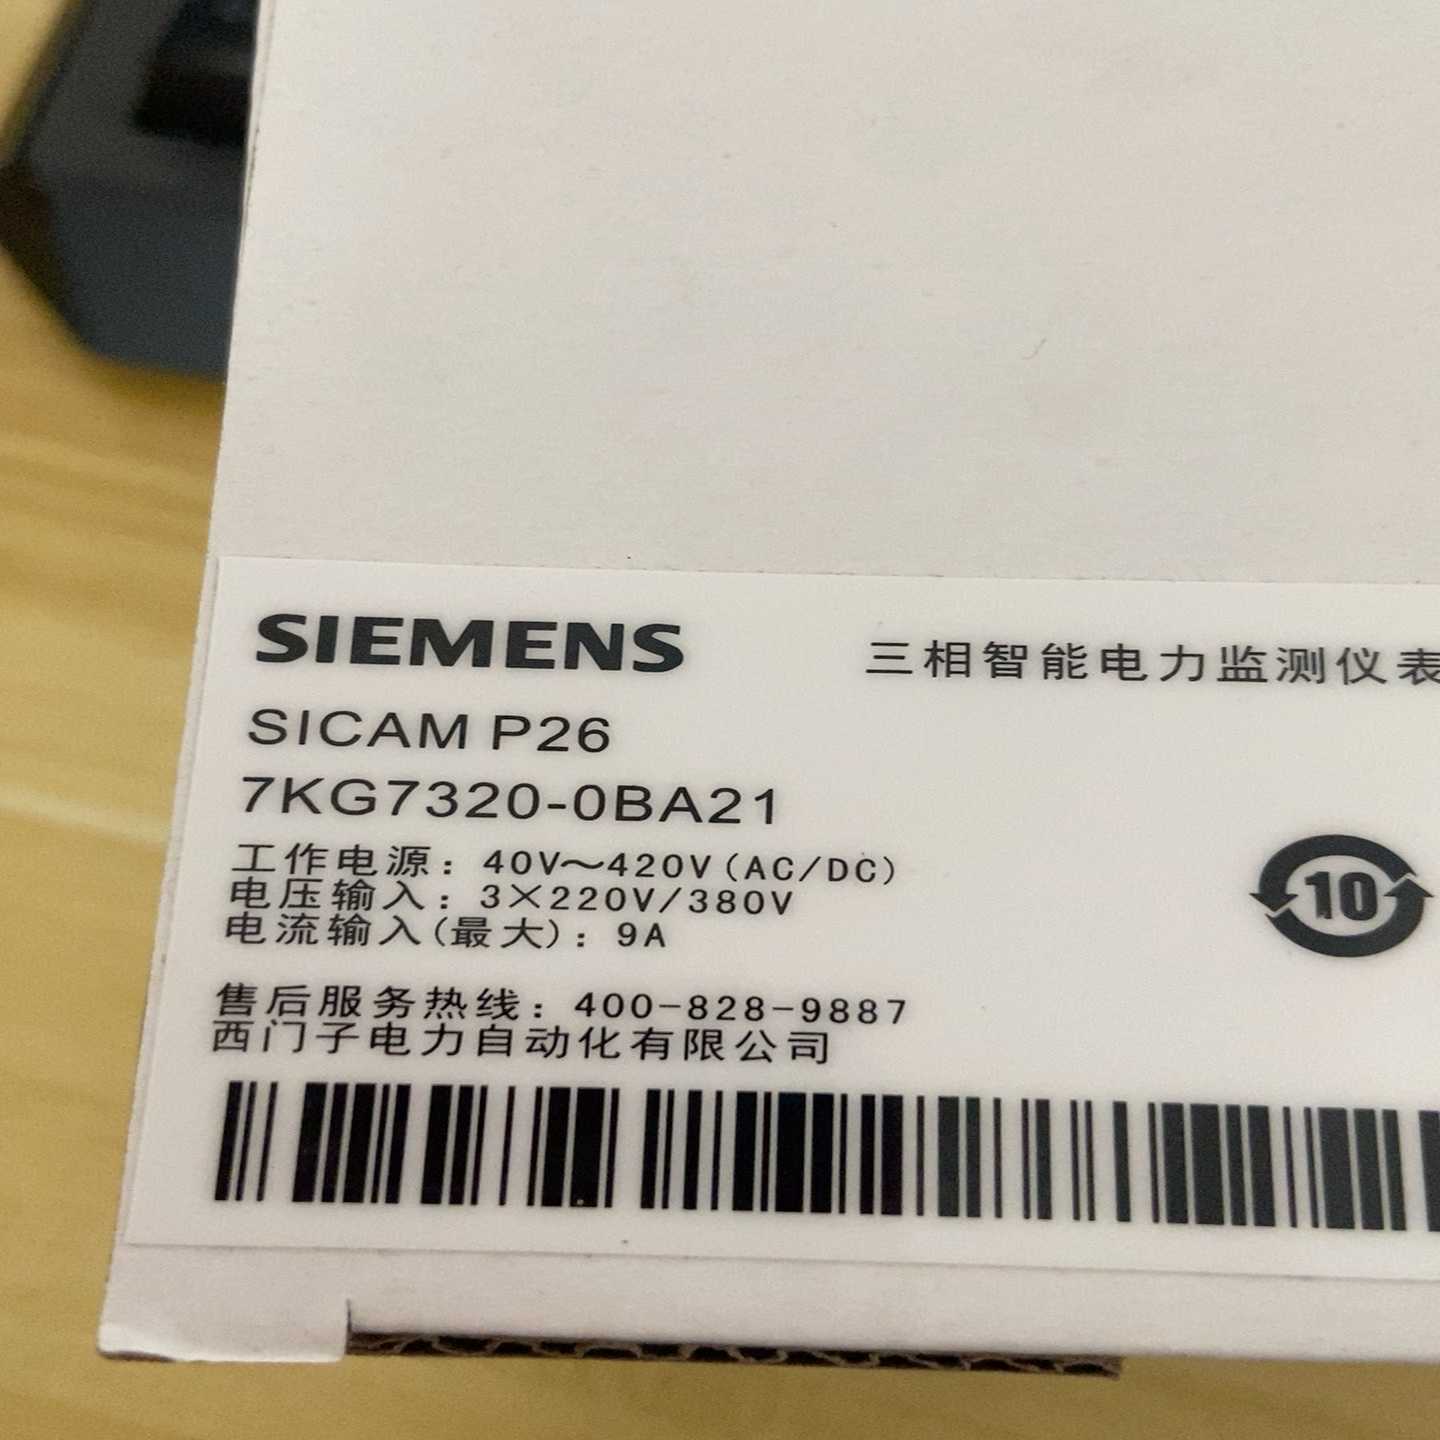 SIEMENS
三相智能电力监测仪表
SICAM P26
7KG7320-0BA21
工作电源：40V～420V(AC/DC)
电压输入：3×220V/380V
电流输入(最大)：9A
10
售后服务热线：400-828-9887
西门子电力自动化有限公司